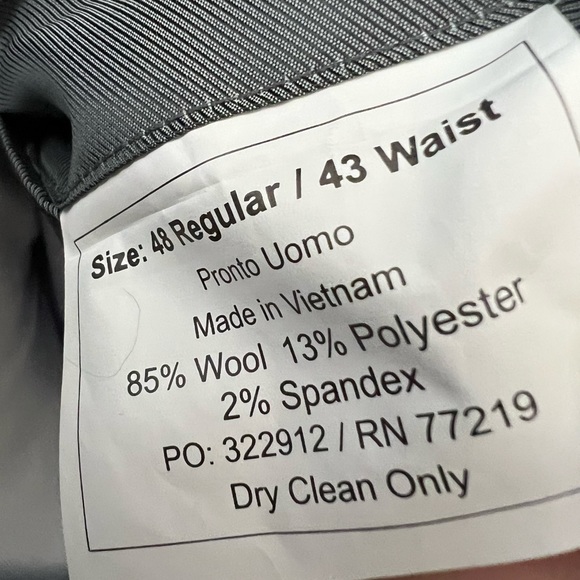 Size: 48 Regular / 43 Waist
Pronto Uomo
Made in Vietnam
85% Wool 13% Polyester
2% Spandex
PO: 322912 / RN 77219
Dry Clean Only